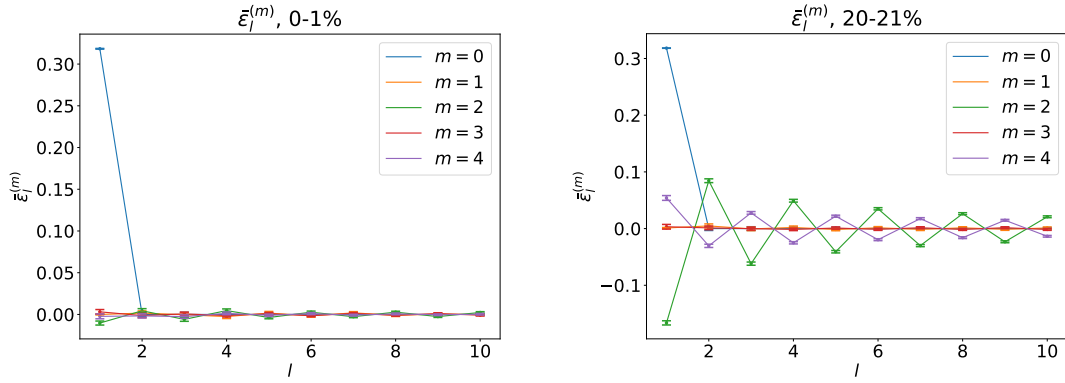 ε̄_l^{(m)}, 0-1%
ε̄_l^{(m)}
0.30
0.25
0.20
0.15
0.10
0.05
0.00
m = 0
m = 1
m = 2
m = 3
m = 4
2 4 6 8 10
l
ε̄_l^{(m)}, 20-21%
ε̄_l^{(m)}
0.3
0.2
0.1
0.0
−0.1
m = 0
m = 1
m = 2
m = 3
m = 4
2 4 6 8 10
l